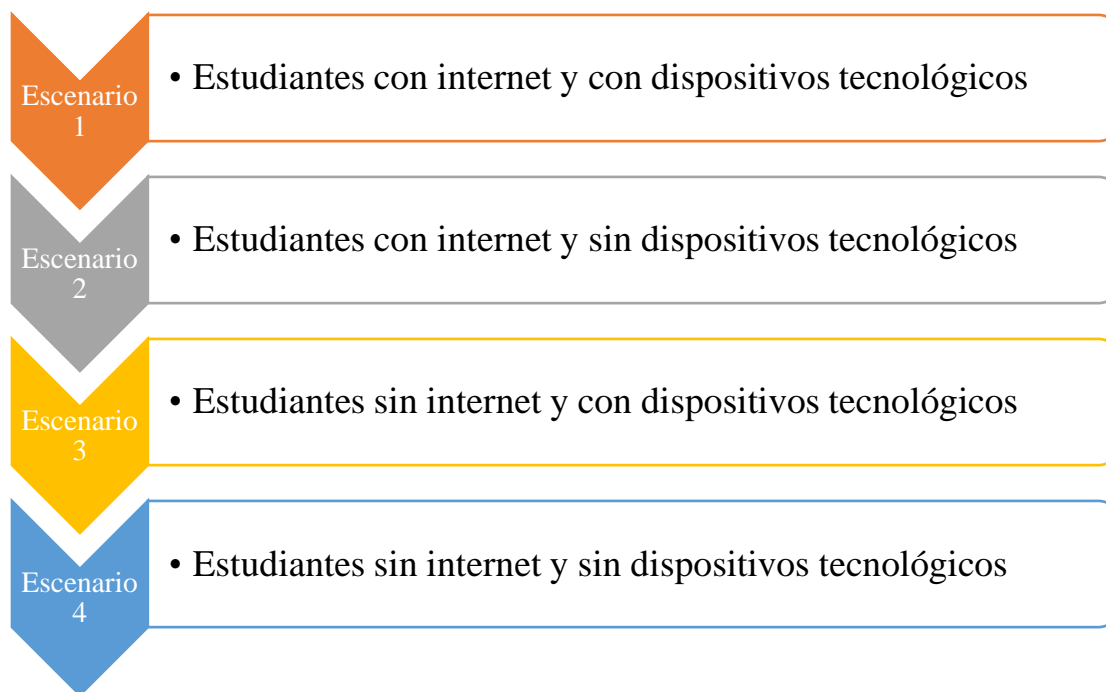 Escenario
1
• Estudiantes con internet y con dispositivos tecnológicos
Escenario
2
• Estudiantes con internet y sin dispositivos tecnológicos
Escenario
3
• Estudiantes sin internet y con dispositivos tecnológicos
Escenario
4
• Estudiantes sin internet y sin dispositivos tecnológicos